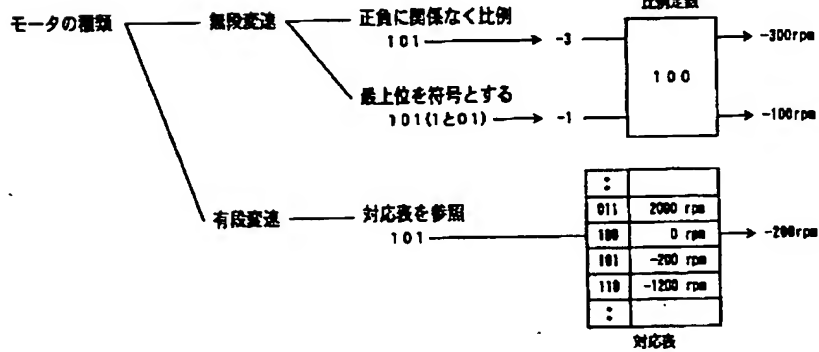 比例定数
モータの種類 無段変速 正負に関係なく比例
101 -3 -300rpm
100
最上位を符号とする
101(1と01) -1 -100rpm
:
有段変速 対応表を参照 011 2000 rpm
101 100 0 rpm -200rpm
101 -200 rpm
110 -1200 rpm
:
対応表